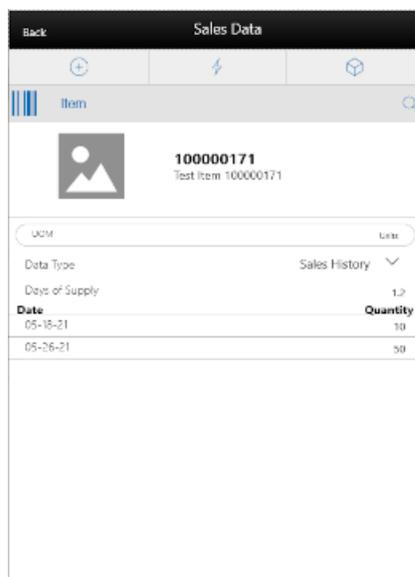 Back Sales Data
Item
100000171
Test Item 100000171
UOM Units
Data Type Sales History
Days of Supply 1.2
Date Quantity
05-18-21 10
05-26-21 50